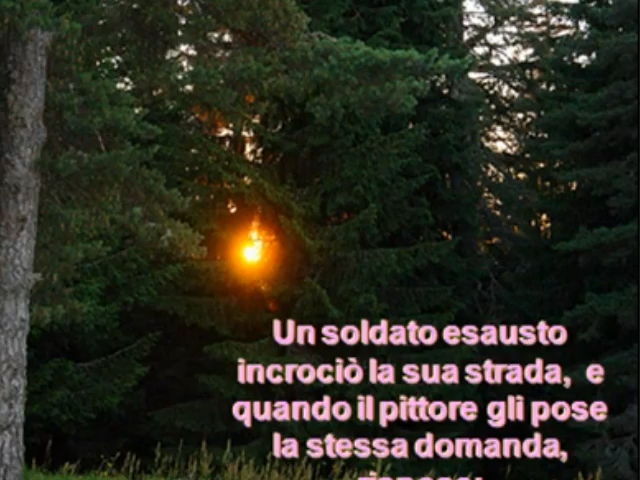 Un soldato esausto
incrociò la sua strada, e
quando il pittore gli pose
la stessa domanda,